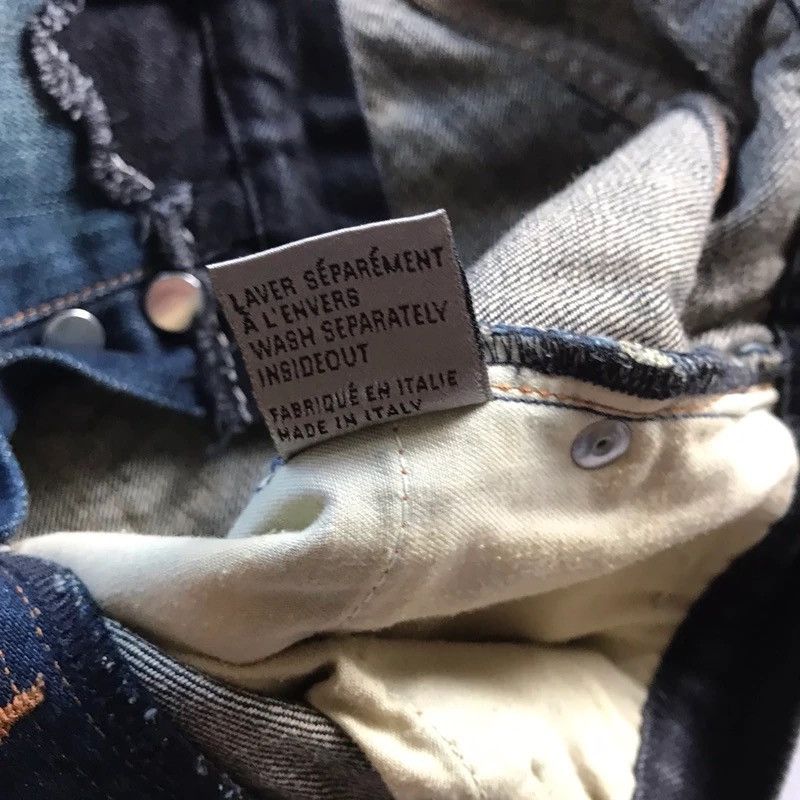 LAVER SÉPARÉMENT
À L'ENVERS
WASH SEPARATELY
INSIDEOUT
FABRIQUÉ EN ITALIE
MADE IN ITALY